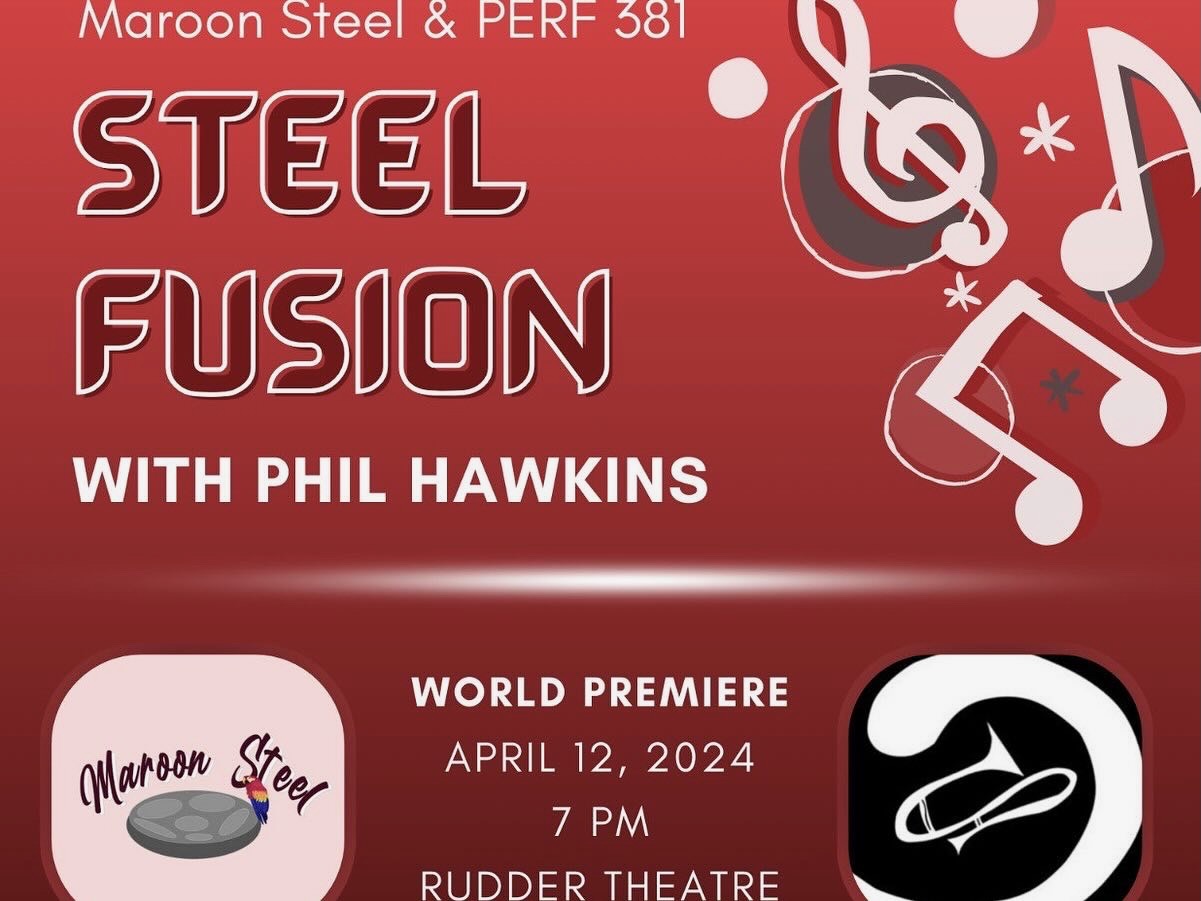 Maroon Steel & PERF 381
STEEL
FUSION
WITH PHIL HAWKINS
WORLD PREMIERE
APRIL 12, 2024
7 PM
RUDDER THEATRE
Maroon Steel